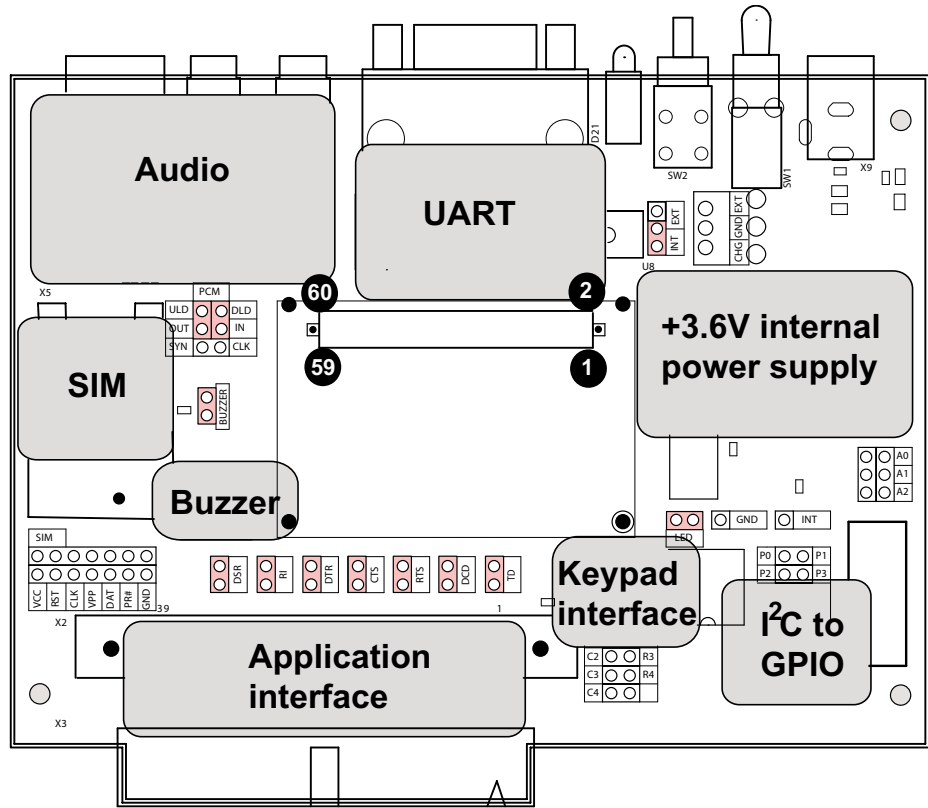 D21
SW2
SW1
X9
Audio
UART
EXT
INT
U8
EXT
GND
CHG
X5
PCM
ULD
DLD
OUT
IN
SYN
CLK
60
2
59
1
+3.6V internal
power supply
SIM
BUZZER
Buzzer
A0
A1
A2
LED
GND
INT
P0
P1
P2
P3
SIM
VCC
RST
CLK
VPP
DAT
PR#
GND
DSR
RI
DTR
CTS
RTS
DCD
TD
39
1
X2
Keypad
interface
I²C to
GPIO
Application
interface
C2
R3
C3
R4
C4
X3